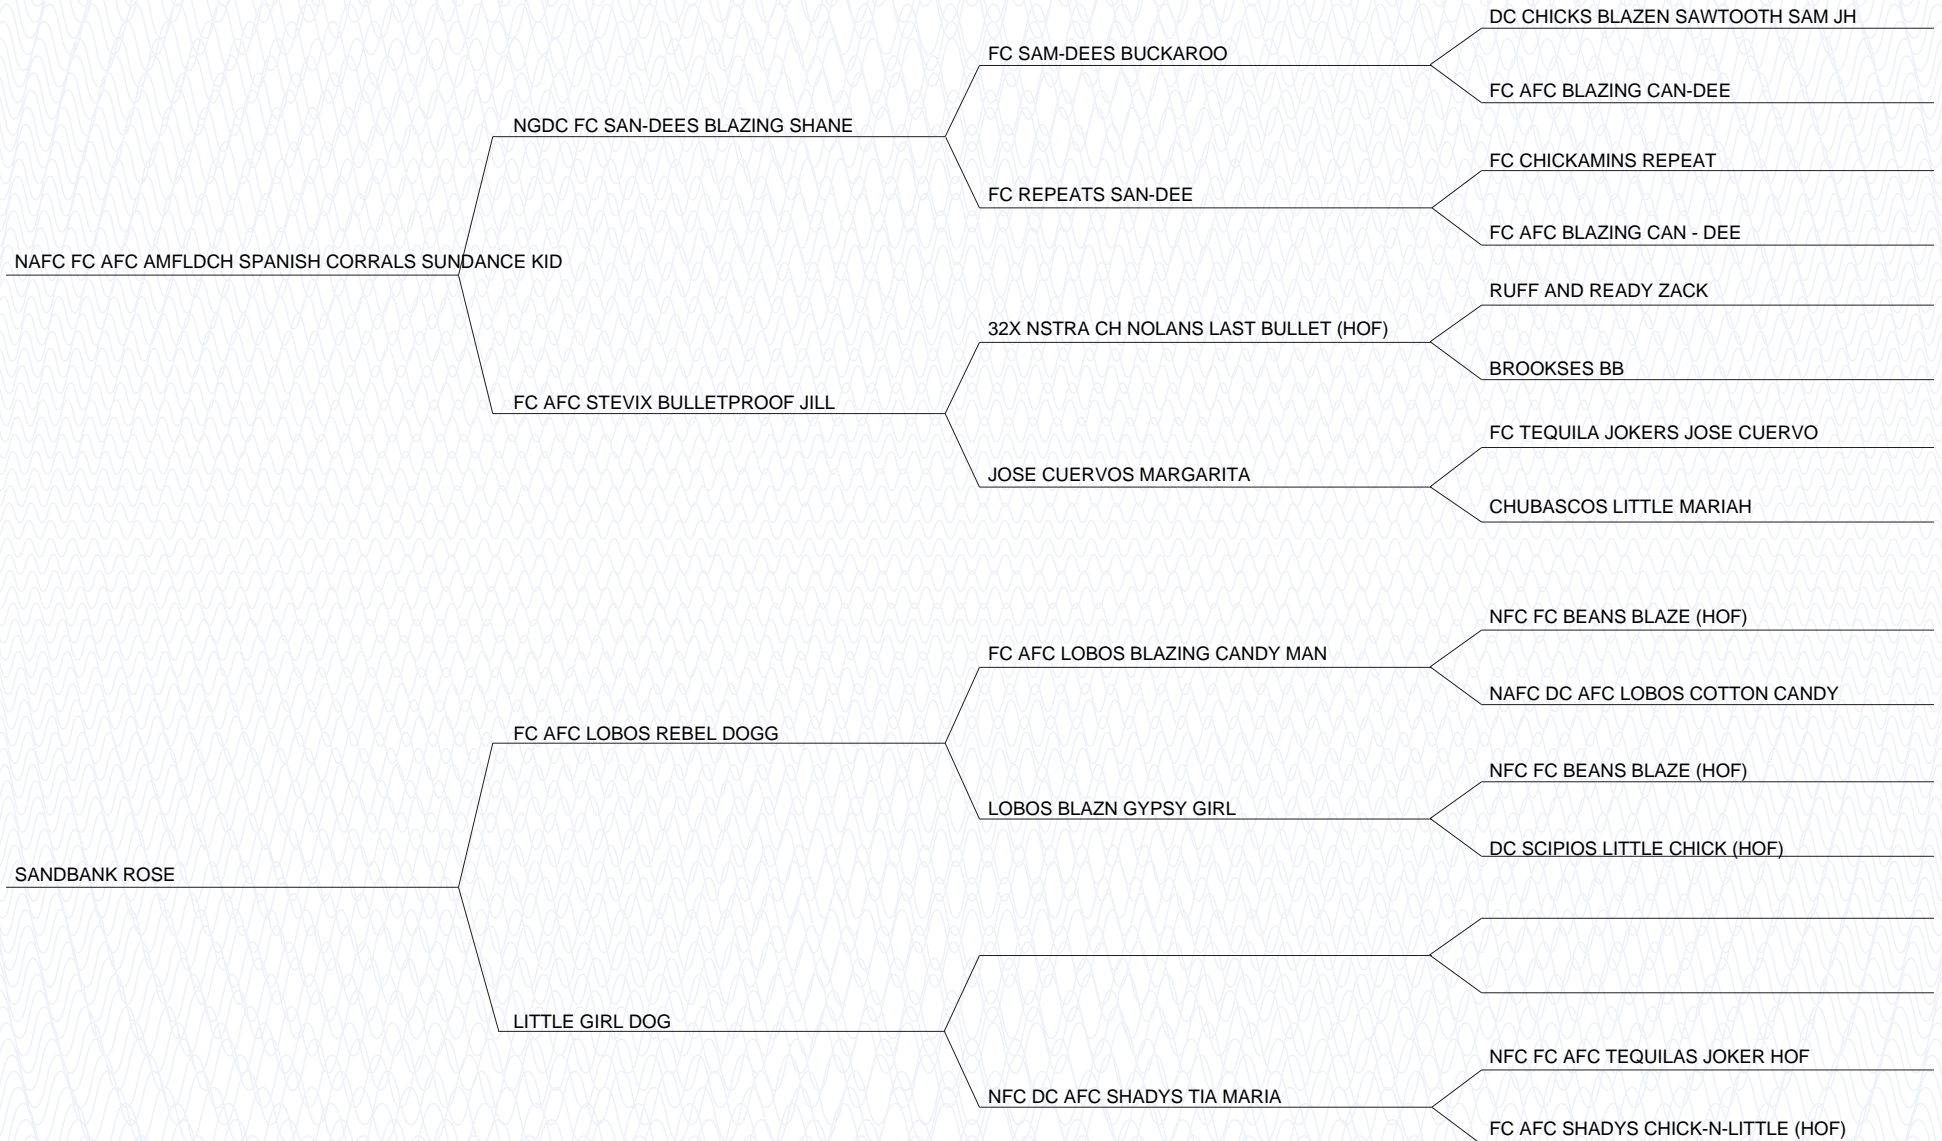 DC CHICKS BLAZEN SAWTOOTH SAM JH
FC SAM-DEES BUCKAROO
FC AFC BLAZING CAN-DEE
NGDC FC SAN-DEES BLAZING SHANE
FC CHICKAMINS REPEAT
FC REPEATS SAN-DEE
FC AFC BLAZING CAN - DEE
NAFC FC AFC AMFLDCH SPANISH CORRALS SUNDANCE KID
RUFF AND READY ZACK
32X NSTRA CH NOLANS LAST BULLET (HOF)
BROOKSES BB
FC AFC STEVIX BULLETPROOF JILL
FC TEQUILA JOKERS JOSE CUERVO
JOSE CUERVOS MARGARITA
CHUBASCOS LITTLE MARIAH
NFC FC BEANS BLAZE (HOF)
FC AFC LOBOS BLAZING CANDY MAN
NAFC DC AFC LOBOS COTTON CANDY
FC AFC LOBOS REBEL DOGG
NFC FC BEANS BLAZE (HOF)
LOBOS BLAZN GYPSY GIRL
DC SCIPIOS LITTLE CHICK (HOF)
SANDBANK ROSE
LITTLE GIRL DOG
NFC FC AFC TEQUILAS JOKER HOF
NFC DC AFC SHADYS TIA MARIA
FC AFC SHADYS CHICK-N-LITTLE (HOF)